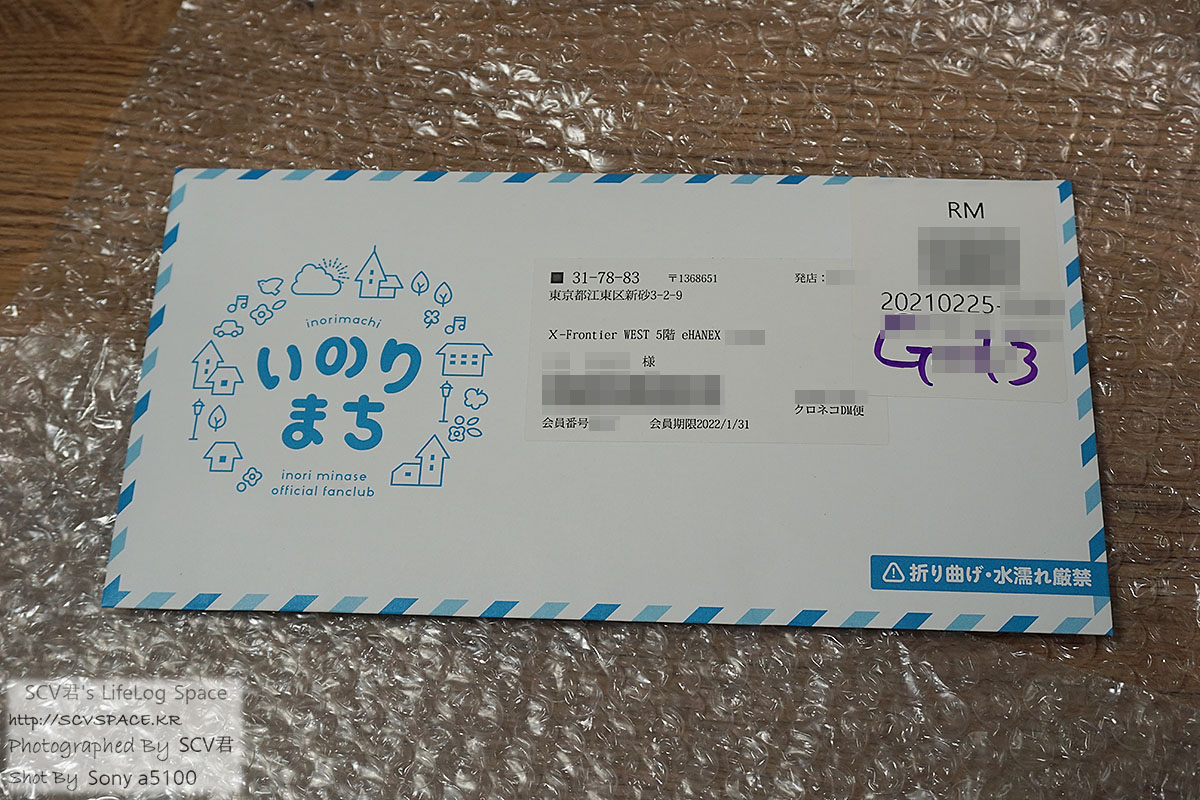 inorimachi
いのり
まち
inori minase
official fanclub
■ 31-78-83 〒1368651 発店:
東京都江東区新砂3-2-9
X-Frontier WEST 5階 eHANEX
様
クロネコDM便
会員番号 会員期限2022/1/31
RM
20210225-
⚠折り曲げ・水濡れ厳禁
SCV君's LifeLog Space
http://SCVSPACE.KR
Photographed By SCV君
Shot By Sony a5100